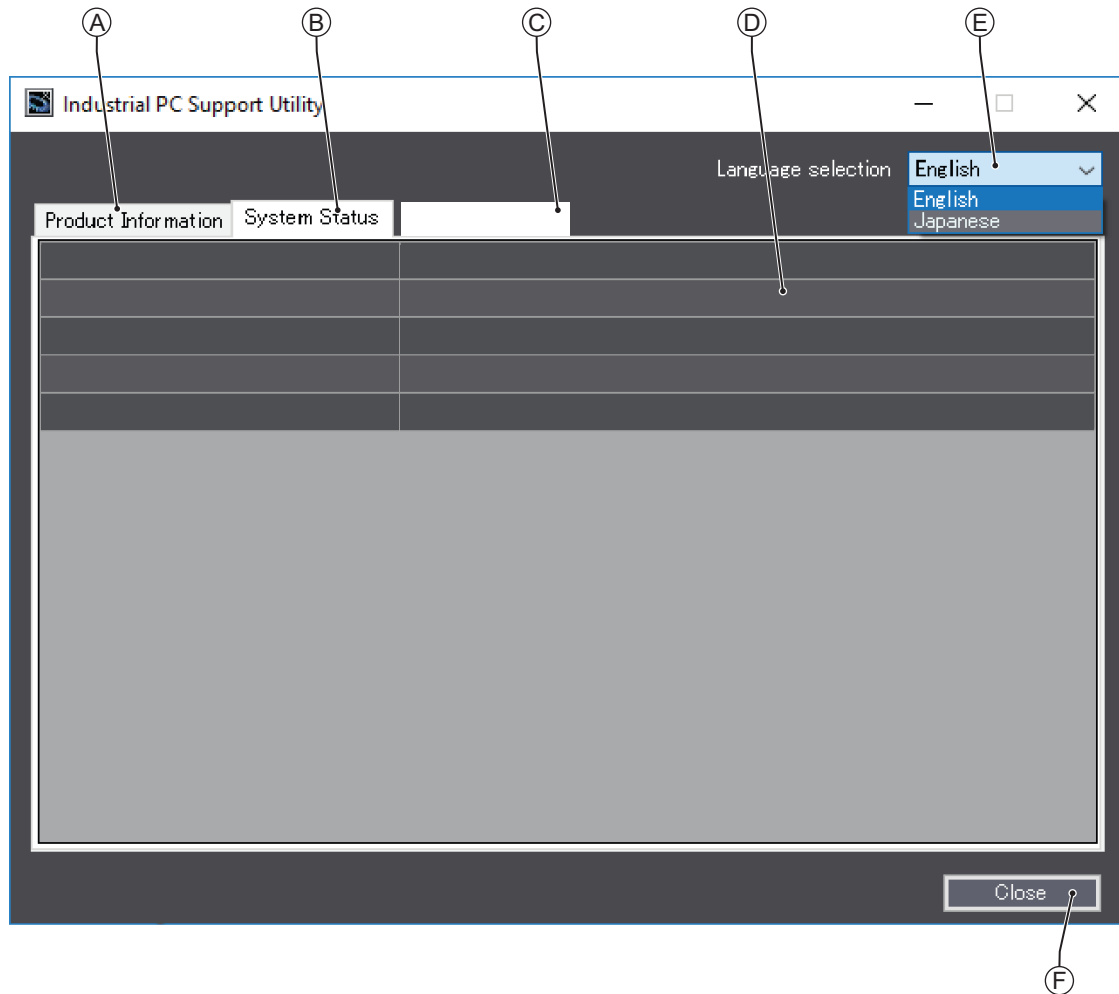 A B C D E
Industrial PC Support Utility
Language selection English
English
Japanese
Product Information System Status
Close
F